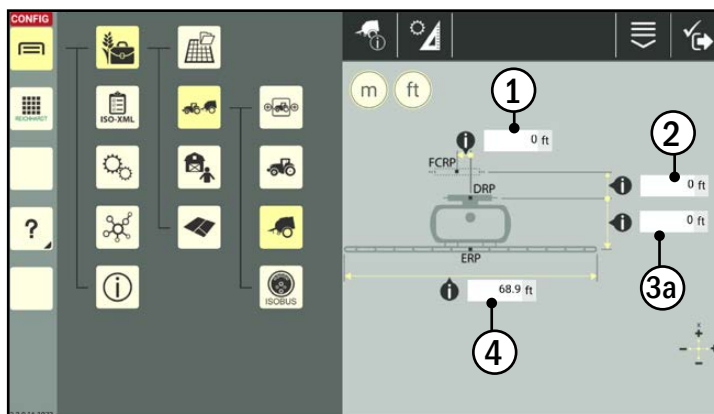 CONFIG
m
ft
1
0 ft
2
FCRP
0 ft
DRP
REICHHARDT
ISO-XML
?
0 ft
ERP
3a
68.9 ft
ISOBUS
4
x
+
-
+